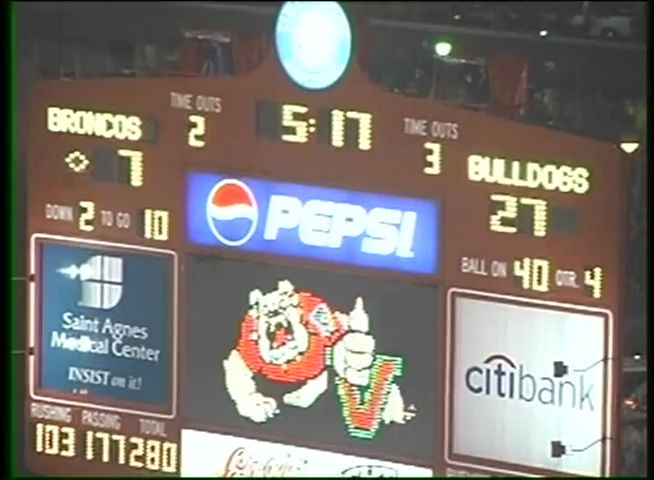 TIME OUTS
2
5:17
TIME OUTS
3
BRONCOS
7
BULLDOGS
27
DOWN 2 TO GO 10
PEPSI
BALL ON 40 QTR. 4
Saint Agnes
Medical Center
INSIST on it!
V
citibank
RUSHING PASSING TOTAL
103 177 280